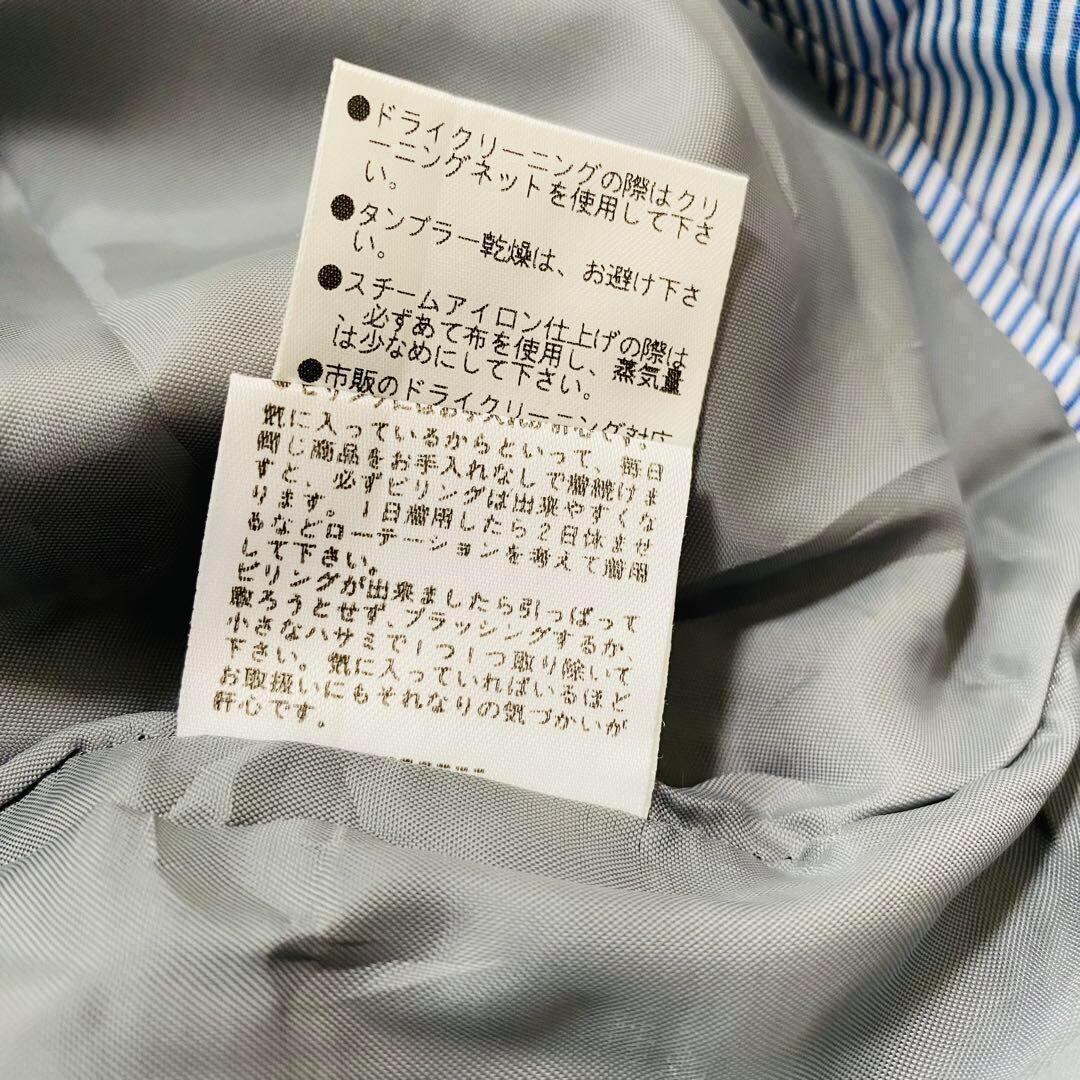 ●ドライクリーニングの際はクリ
ーニングネットを使用して下さ
い。
●タンブラー乾燥は、お避け下さ
い。
●スチームアイロン仕上げの際は
、必ずあて布を使用し、蒸気量
は少なめにして下さい。
●市販のドライクリーニング対応
気に入っているからといって、毎日
同じ商品をお手入れなしで着続けま
すと、必ずピリングは出来やすくな
ります。1日着用したら2日休ませ
るなどローテーションを考えて着用
して下さい。
ピリングが出来ましたら引っぱって
取ろうとせず、ブラッシングするか、
小さなハサミで1つ1つ取り除いて
下さい。気に入っていればいるほど
お取扱いにもそれなりの気づかいが
肝心です。